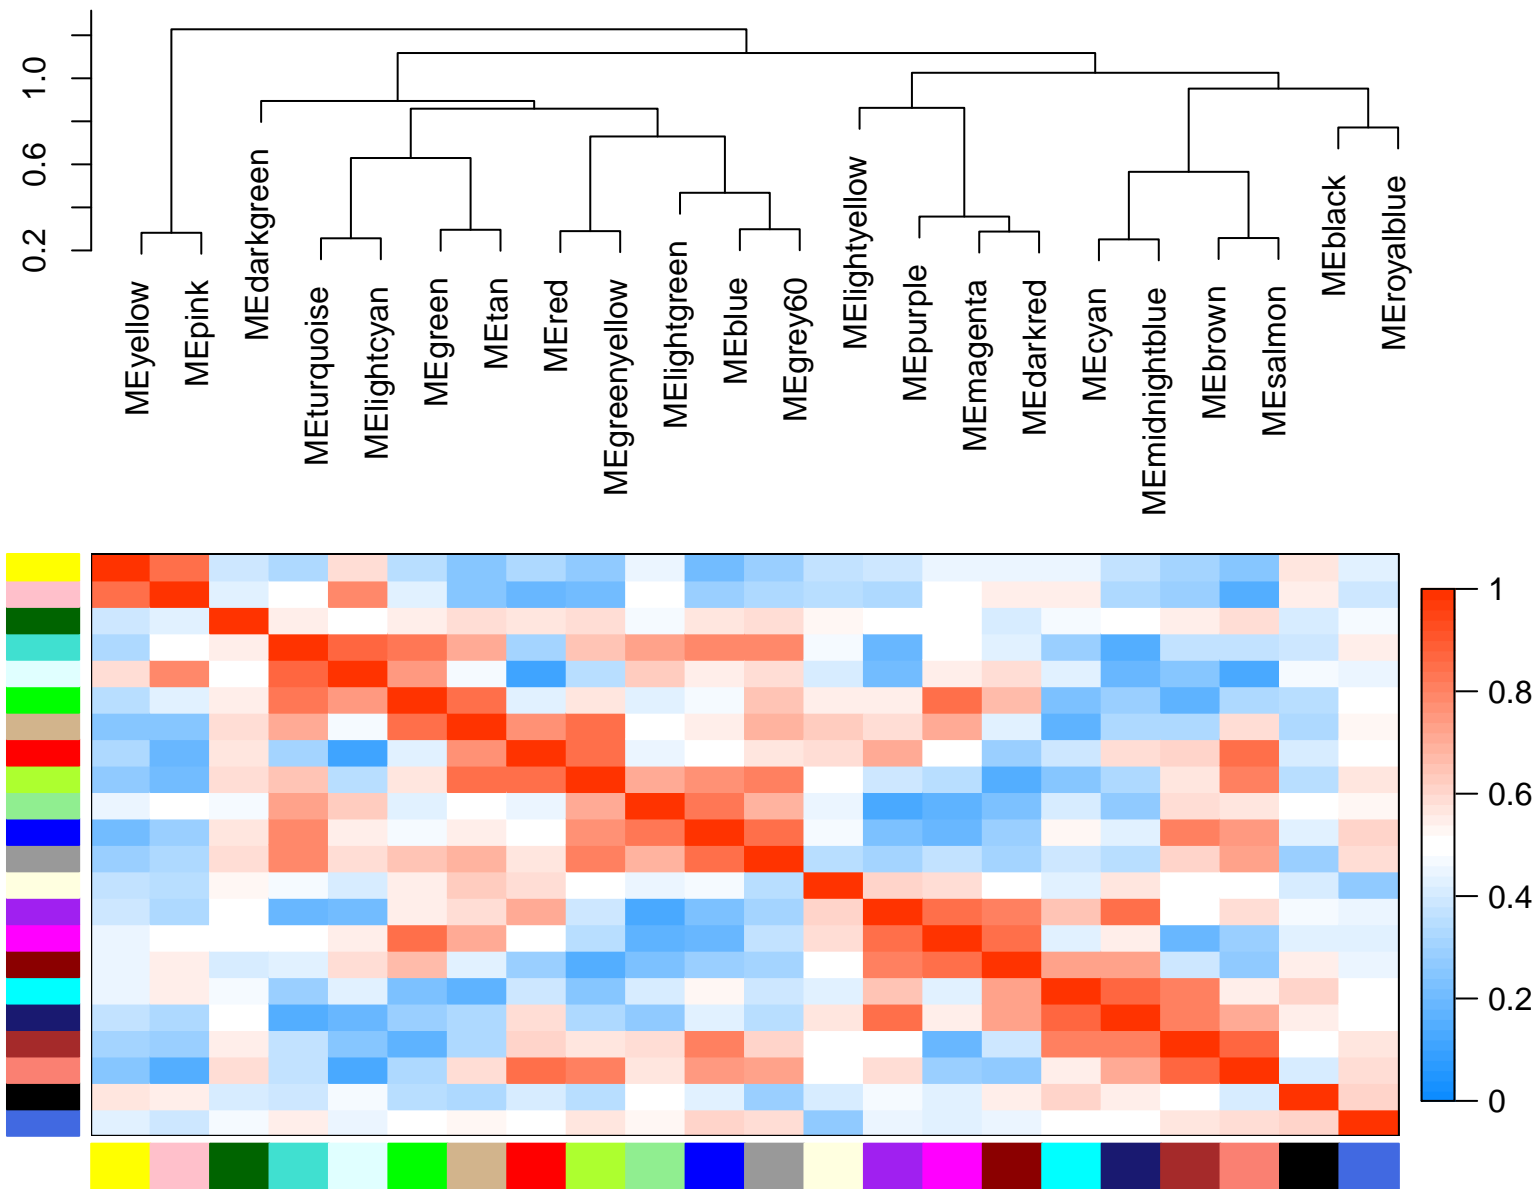 1.0
0.6
0.2
MEyellow
MEpink
MEdarkgreen
MEturquoise
MElightcyan
MEgreen
MEtan
MEred
MEgreenyellow
MElightgreen
MEblue
MEgrey60
MElightyellow
MEpurple
MEmagenta
MEdarkred
MEcyan
MEmidnightblue
MEbrown
MEsalmon
MEblack
MEroyalblue
1
0.8
0.6
0.4
0.2
0